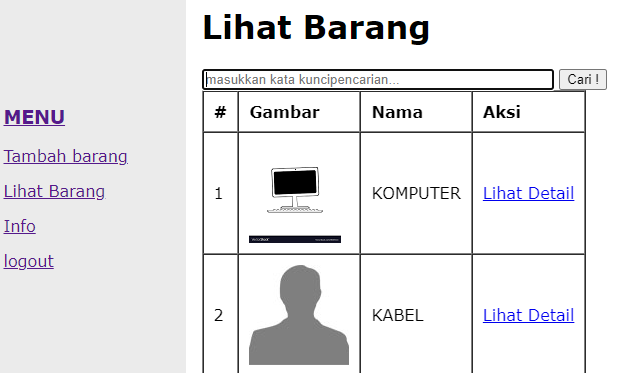 Lihat Barang
masukkan kata kuncipencarian... Cari !
MENU
Tambah barang
Lihat Barang
Info
logout
# Gambar Nama Aksi
1 KOMPUTER Lihat Detail
2 KABEL Lihat Detail